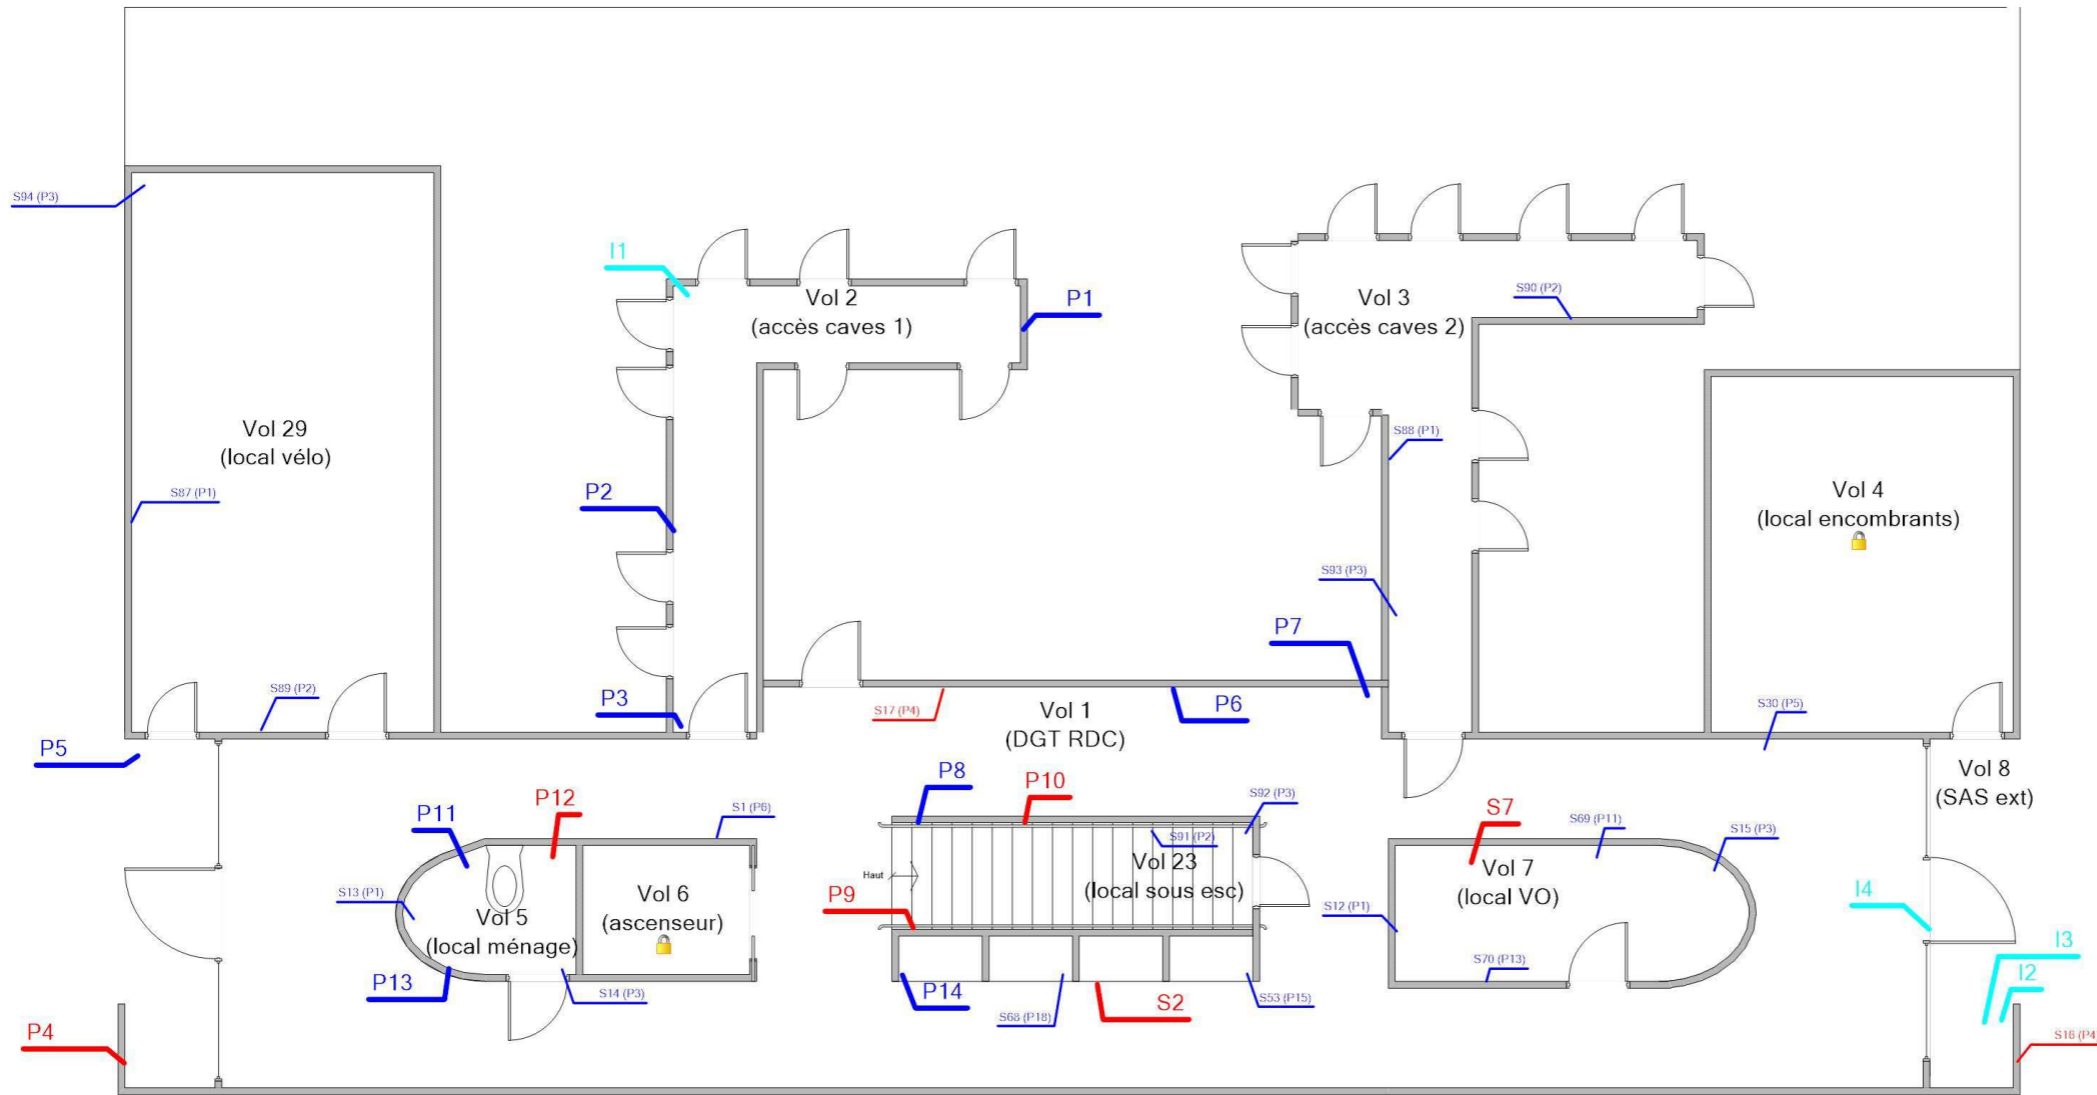 S94 (P3)
I1
Vol 2
(accès caves 1)
P1
Vol 3
(accès caves 2)
S90 (P2)
Vol 29
(local vélo)
S88 (P1)
S87 (P1)
P2
Vol 4
(local encombrants)
S93 (P3)
P7
S89 (P2)
P3
S17 (P4)
Vol 1
(DGT RDC)
P6
S30 (P5)
P5
P8
P10
S92 (P3)
Vol 8
(SAS ext)
P11
P12
S1 (P6)
S91 (P2)
S7
S69 (P11)
S15 (P3)
Haut
Vol 23
(local sous esc)
Vol 7
(local VO)
S13 (P1)
Vol 5
(local ménage)
Vol 6
(ascenseur)
P9
S12 (P1)
I4
I3
I2
P13
S14 (P3)
P14
S68 (P18)
S2
S53 (P15)
S70 (P13)
P4
S16 (P4